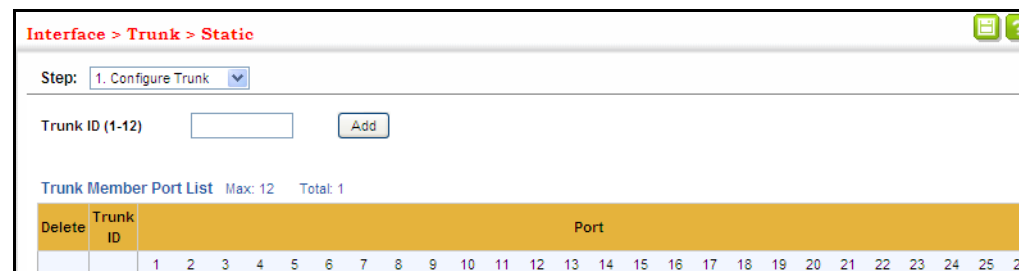 Interface > Trunk > Static
Step: 1. Configure Trunk
Trunk ID (1-12) Add
Trunk Member Port List Max: 12 Total: 1
Delete Trunk ID Port
1 2 3 4 5 6 7 8 9 10 11 12 13 14 15 16 17 18 19 20 21 22 23 24 25